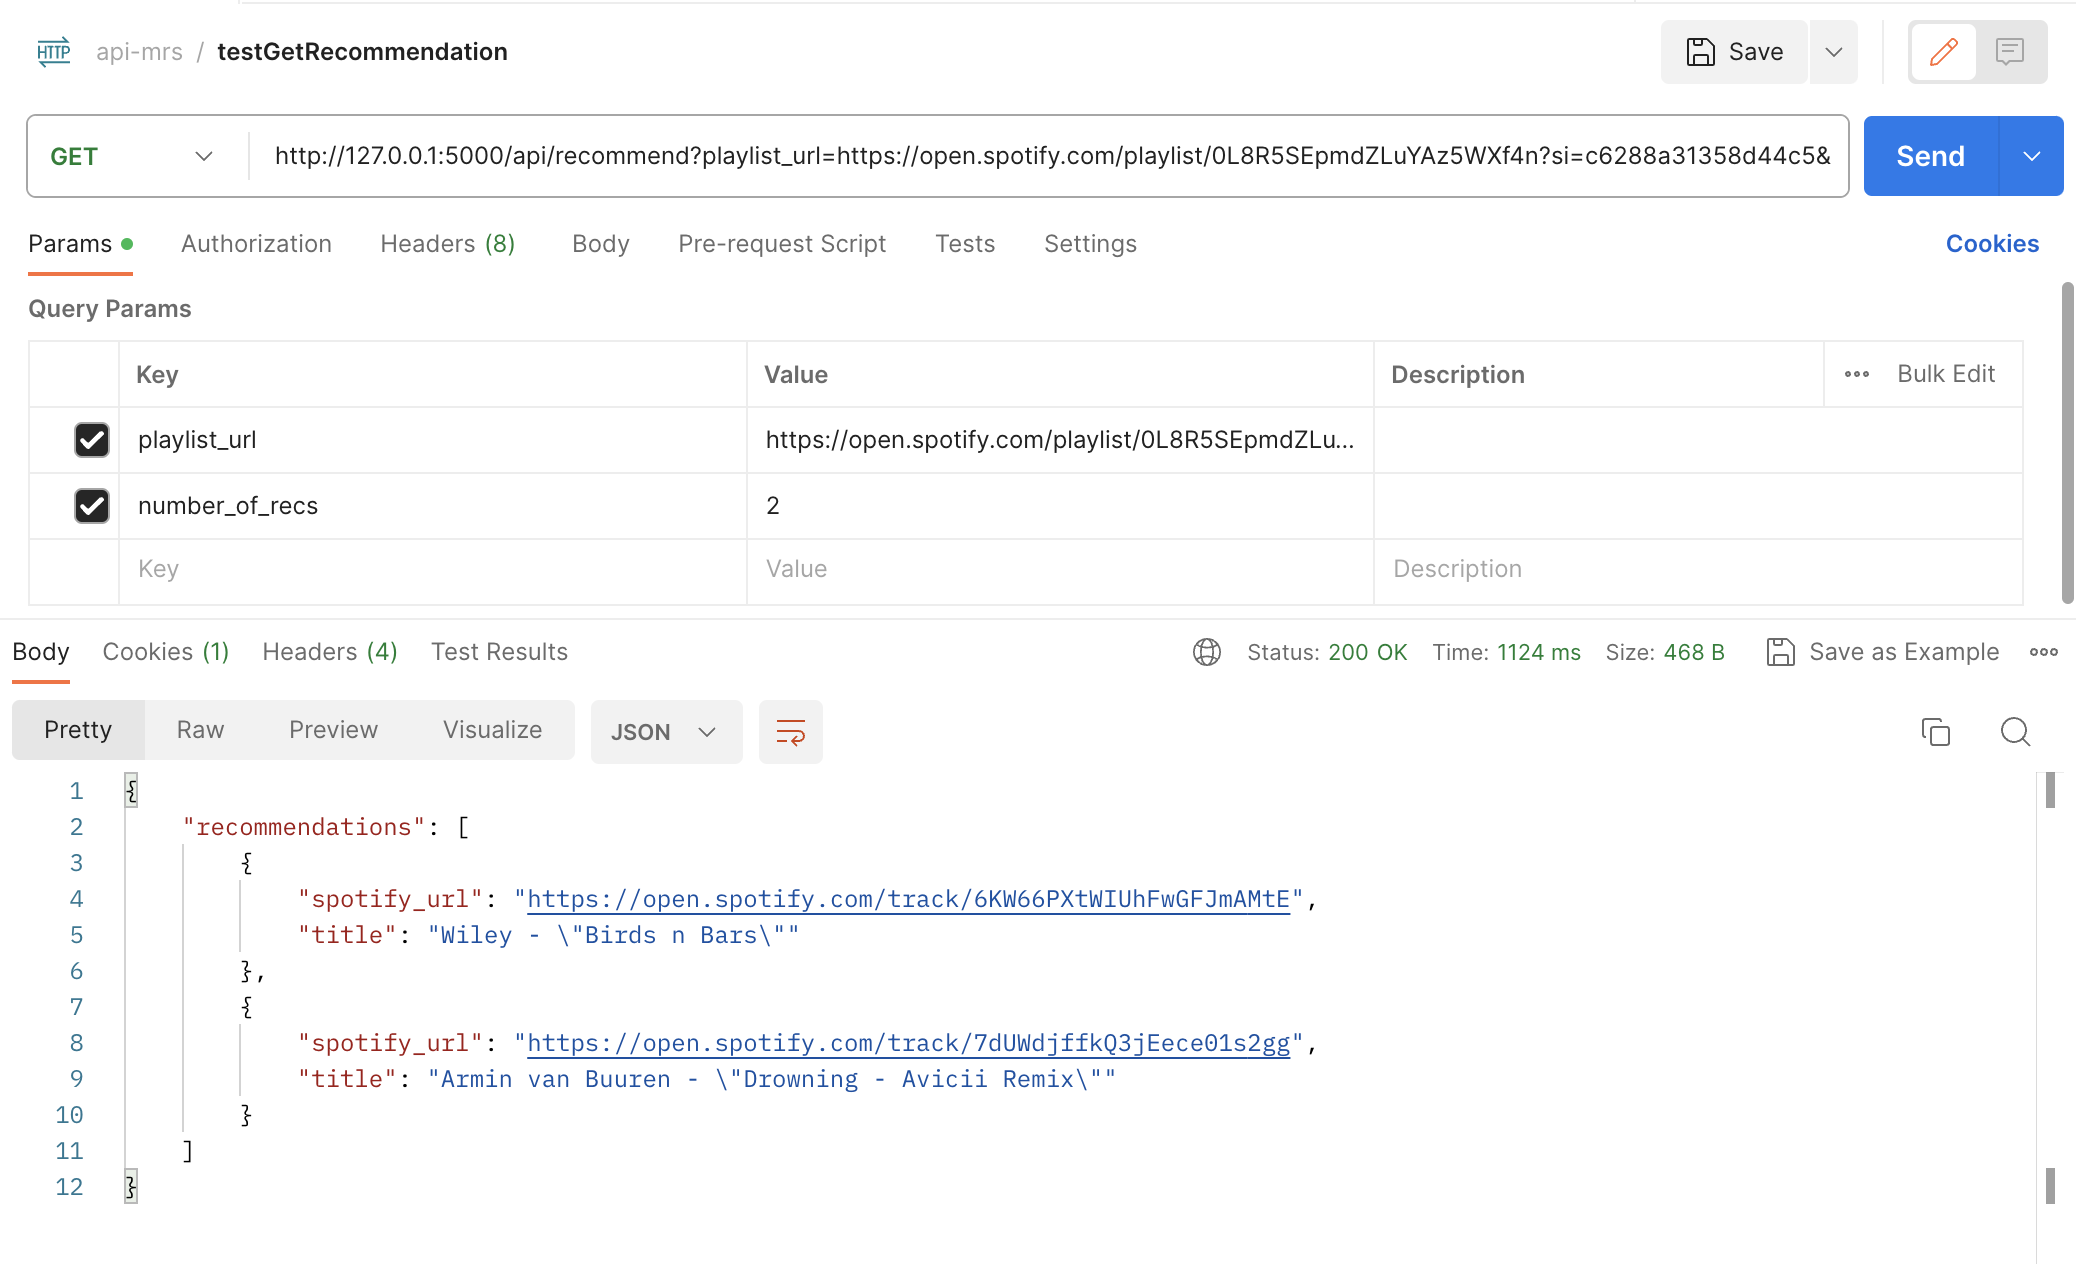 HTTP api-mrs / testGetRecommendation Save
GET http://127.0.0.1:5000/api/recommend?playlist_url=https://open.spotify.com/playlist/0L8R5SEpmdZLuYAz5WXf4n?si=c6288a31358d44c5& Send
Params Authorization Headers (8) Body Pre-request Script Tests Settings Cookies
Query Params
Key Value Description Bulk Edit
playlist_url https://open.spotify.com/playlist/0L8R5SEpmdZLu...
number_of_recs 2
Key Value Description
Body Cookies (1) Headers (4) Test Results Status: 200 OK Time: 1124 ms Size: 468 B Save as Example
Pretty Raw Preview Visualize JSON
1 {
2 "recommendations": [
3 {
4 "spotify_url": "https://open.spotify.com/track/6KW66PXtWIUhFwGFJmAMtE",
5 "title": "Wiley - \"Birds n Bars\""
6 },
7 {
8 "spotify_url": "https://open.spotify.com/track/7dUWdjffkQ3jEece01s2gg",
9 "title": "Armin van Buuren - \"Drowning - Avicii Remix\""
10 }
11 ]
12 }